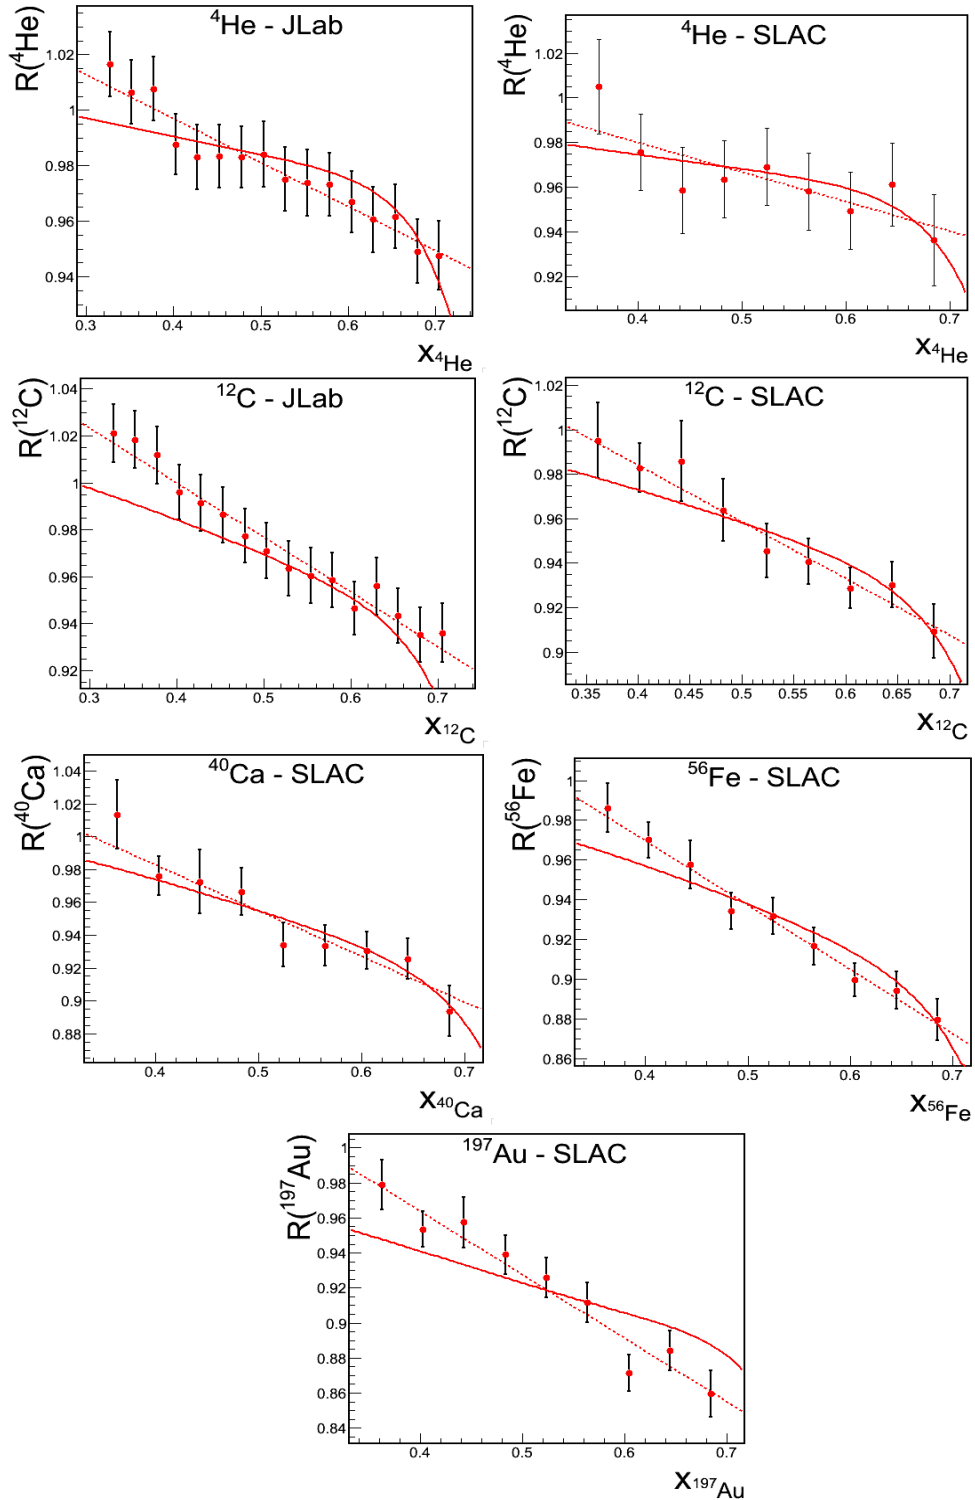 ⁴He - JLab
R(⁴He)
1.02
1
0.98
0.96
0.94
0.3 0.4 0.5 0.6 0.7
X⁴He
⁴He - SLAC
R(⁴He)
1.02
1
0.98
0.96
0.94
0.92
0.4 0.5 0.6 0.7
X⁴He
¹²C - JLab
R(¹²C)
1.04
1.02
1
0.98
0.96
0.94
0.92
0.3 0.4 0.5 0.6 0.7
X¹²C
¹²C - SLAC
R(¹²C)
1.02
1
0.98
0.96
0.94
0.92
0.9
0.35 0.4 0.45 0.5 0.55 0.6 0.65 0.7
X¹²C
⁴⁰Ca - SLAC
R(⁴⁰Ca)
1.04
1.02
1
0.98
0.96
0.94
0.92
0.9
0.88
0.4 0.5 0.6 0.7
X⁴⁰Ca
⁵⁶Fe - SLAC
R(⁵⁶Fe)
1
0.98
0.96
0.94
0.92
0.9
0.88
0.86
0.4 0.5 0.6 0.7
X⁵⁶Fe
¹⁹⁷Au - SLAC
R(¹⁹⁷Au)
1
0.98
0.96
0.94
0.92
0.9
0.88
0.86
0.84
0.4 0.5 0.6 0.7
X¹⁹⁷Au